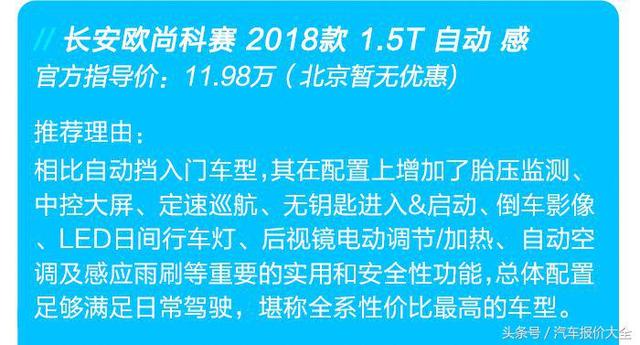 // 长安欧尚科赛 2018款 1.5T 自动 感
官方指导价：11.98万（北京暂无优惠）
推荐理由：
相比自动挡入门车型，其在配置上增加了胎压监测、
中控大屏、定速巡航、无钥匙进入&启动、倒车影像
、LED日间行车灯、后视镜电动调节/加热、自动空
调及感应雨刷等重要的实用和安全性功能，总体配置
足够满足日常驾驶，堪称全系性价比最高的车型。
头条号 / 汽车报价大全